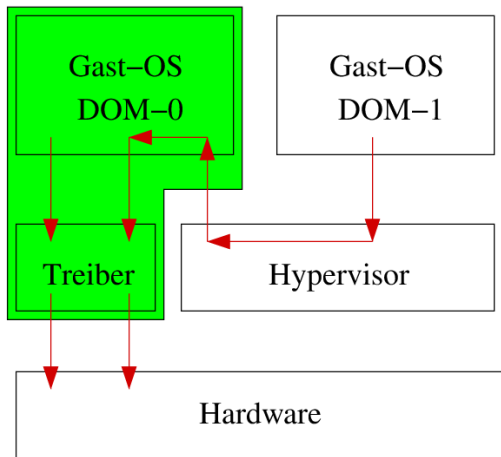 Gast-OS
DOM-0
Gast-OS
DOM-1
Treiber
Hypervisor
Hardware